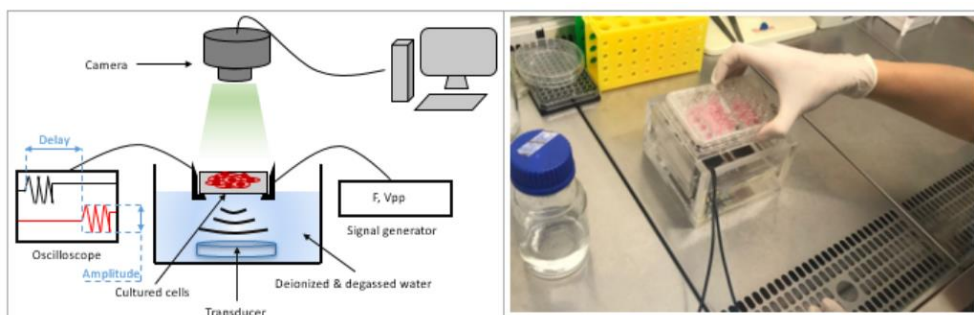 Camera
Delay
F, Vpp
Signal generator
Oscilloscope
Amplitude
Cultured cells
Deionized & degassed water
Transducer